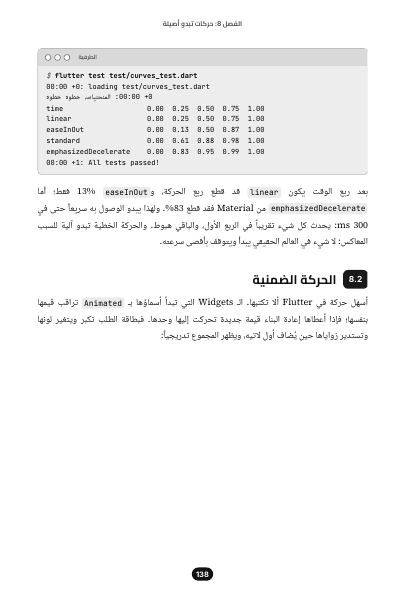 الفصل 8: حركات تبدو أصيلة
الطرفية
$ flutter test test/curves_test.dart
00:00 +0: loading test/curves_test.dart
00:00 +0: المنحنيات، خطوة خطوة
time 0.00 0.25 0.50 0.75 1.00
linear 0.00 0.25 0.50 0.75 1.00
easeInOut 0.00 0.13 0.50 0.87 1.00
standard 0.00 0.61 0.88 0.98 1.00
emphasizedDecelerate 0.00 0.83 0.95 0.99 1.00
00:00 +1: All tests passed!
بعد ربع الوقت يكون linear قد قطع ربع الحركة، وeaseInOut 13% فقط؛ أما
emphasizedDecelerate من Material فقد قطع 83%. ولهذا يبدو الوصول به سريعاً حتى في
300 ms: يحدث كل شيء تقريباً في الربع الأول، والباقي هبوط. والحركة الخطية تبدو آلية للسبب
المعاكس: لا شيء في العالم الحقيقي يبدأ ويتوقف بأقصى سرعته.
8.2 الحركة الضمنية
أسهل حركة في Flutter ألا تكتبها. الـ Widgets التي تبدأ أسماؤها بـ Animated تراقب قيمها
بنفسها؛ فإذا أعطاها إعادة البناء قيمة جديدة تحركت إليها وحدها. فبطاقة الطلب تكبر ويتغير لونها
وتستدير زواياها حين يُضاف أول لاتيه، ويظهر المجموع تدريجياً:
138